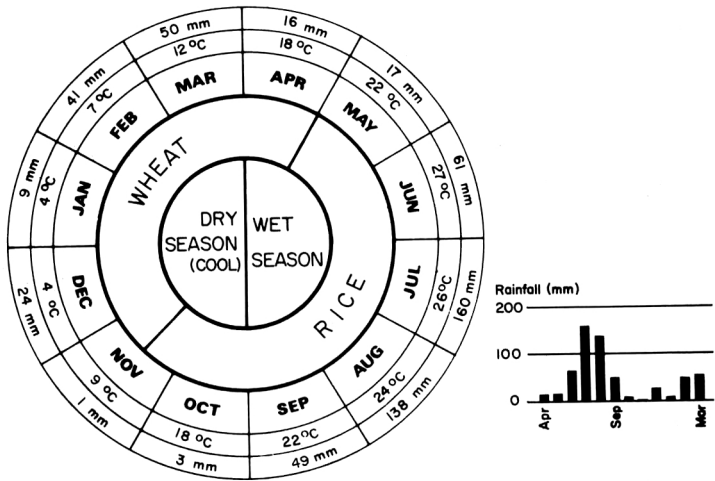 50 mm
16 mm
12 °C
18 °C
MAR
APR
41 mm
7 °C
FEB
17 mm
22 °C
MAY
9 mm
4 °C
JAN
61 mm
27 °C
JUN
WHEAT
DRY
SEASON
(COOL)
WET
SEASON
RICE
24 mm
4 °C
DEC
160 mm
26°C
JUL
1 mm
9 °C
NOV
138 mm
24°C
AUG
OCT
SEP
18 °C
22°C
3 mm
49 mm
Rainfall (mm)
200
100
0
Apr
Sep
Mar